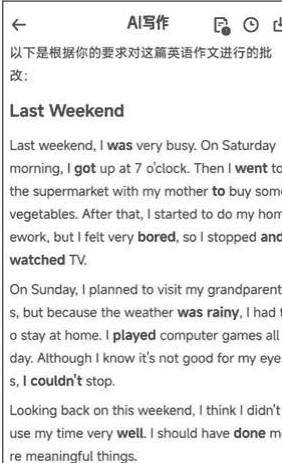 AI写作
以下是根据你的要求对这篇英语作文进行的批
改：
Last Weekend
Last weekend, I was very busy. On Saturday
morning, I got up at 7 o'clock. Then I went to
the supermarket with my mother to buy som
vegetables. After that, I started to do my hom
ework, but I felt very bored, so I stopped and
watched TV.
On Sunday, I planned to visit my grandparent
s, but because the weather was rainy, I had t
o stay at home. I played computer games all
day. Although I know it's not good for my eye
s, I couldn't stop.
Looking back on this weekend, I think I didn't
use my time very well. I should have done m
re meaningful things.